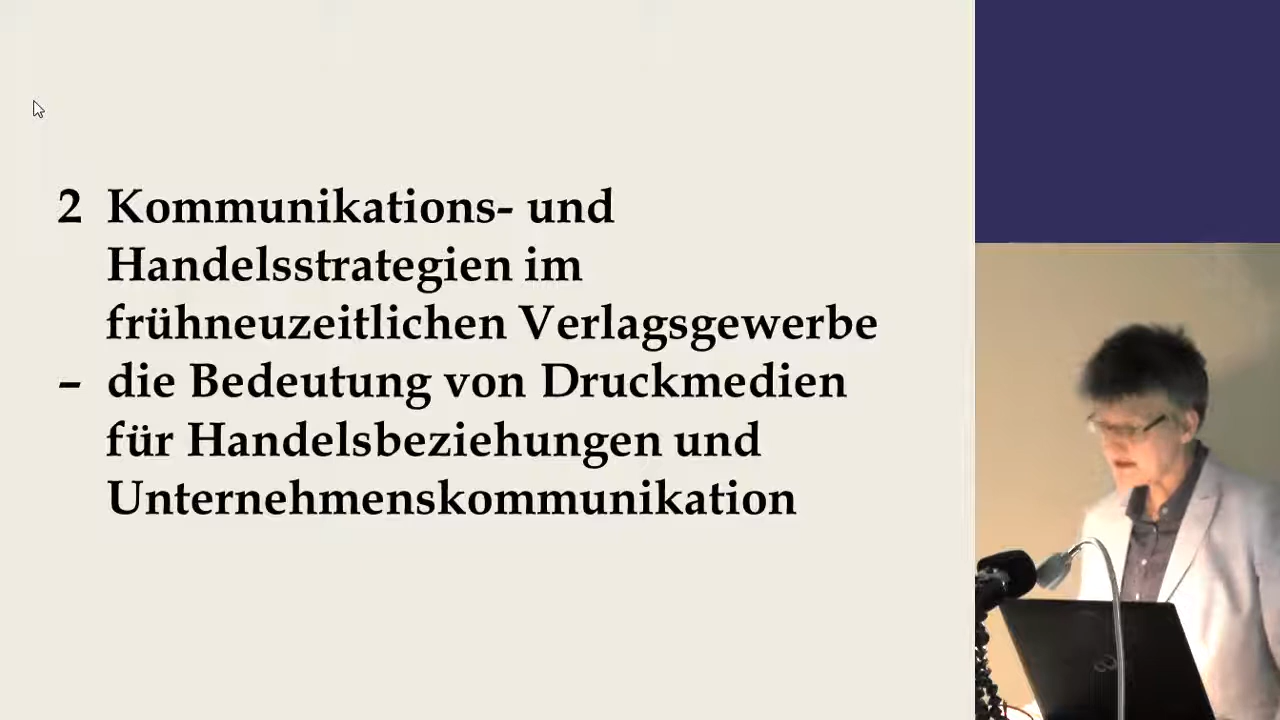 2 Kommunikations- und
Handelsstrategien im
frühneuzeitlichen Verlagsgewerbe
– die Bedeutung von Druckmedien
für Handelsbeziehungen und
Unternehmenskommunikation